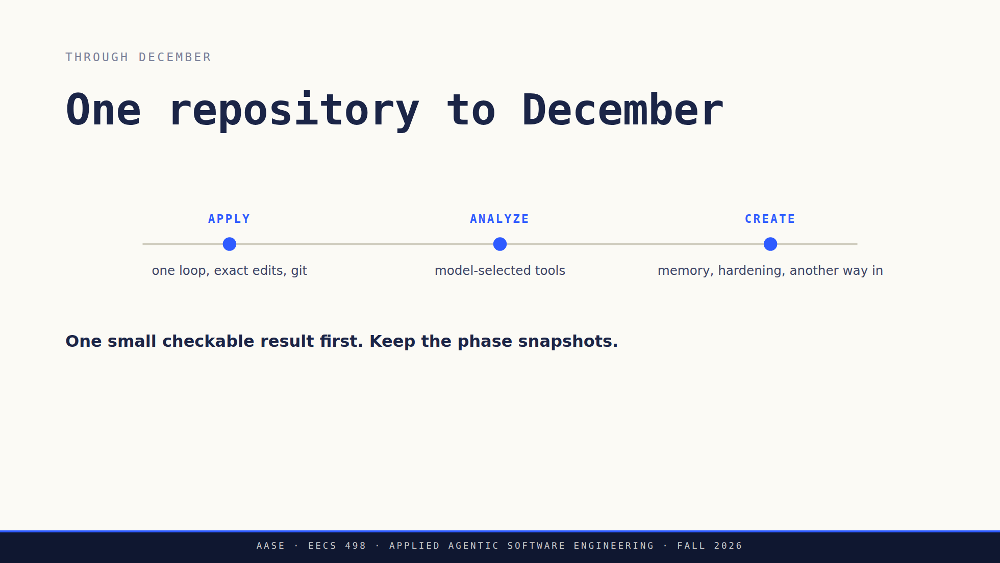 THROUGH DECEMBER
One repository to December
APPLY
ANALYZE
CREATE
one loop, exact edits, git
model-selected tools
memory, hardening, another way in
One small checkable result first. Keep the phase snapshots.
AASE · EECS 498 · APPLIED AGENTIC SOFTWARE ENGINEERING · FALL 2026